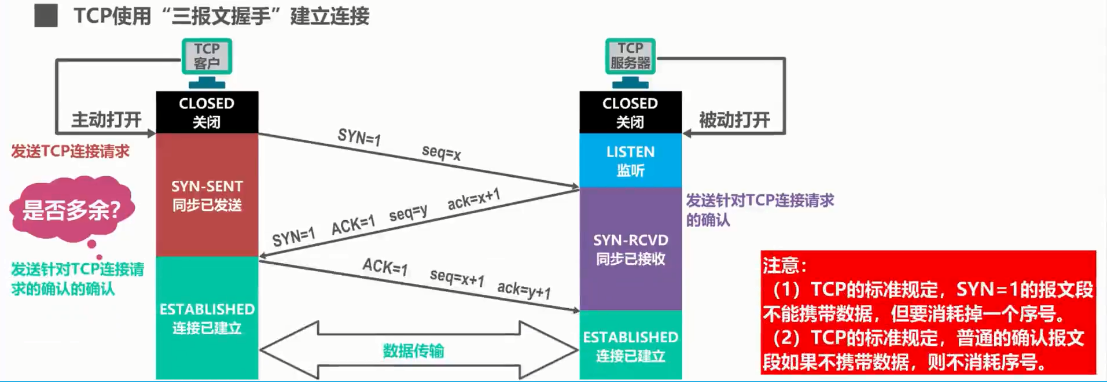 TCP使用“三报文握手”建立连接
TCP
客户
TCP
服务器
CLOSED
关闭
CLOSED
关闭
主动打开
被动打开
发送TCP连接请求
SYN=1 seq=x
LISTEN
监听
SYN-SENT
同步已发送
是否多余？
SYN=1 ACK=1 seq=y ack=x+1
发送针对TCP连接请求
的确认
SYN-RCVD
同步已接收
发送针对TCP连接请
求的确认的确认
ACK=1 seq=x+1 ack=y+1
ESTABLISHED
连接已建立
ESTABLISHED
连接已建立
数据传输
注意：
（1）TCP的标准规定，SYN=1的报文段
不能携带数据，但要消耗掉一个序号。
（2）TCP的标准规定，普通的确认报文
段如果不携带数据，则不消耗序号。